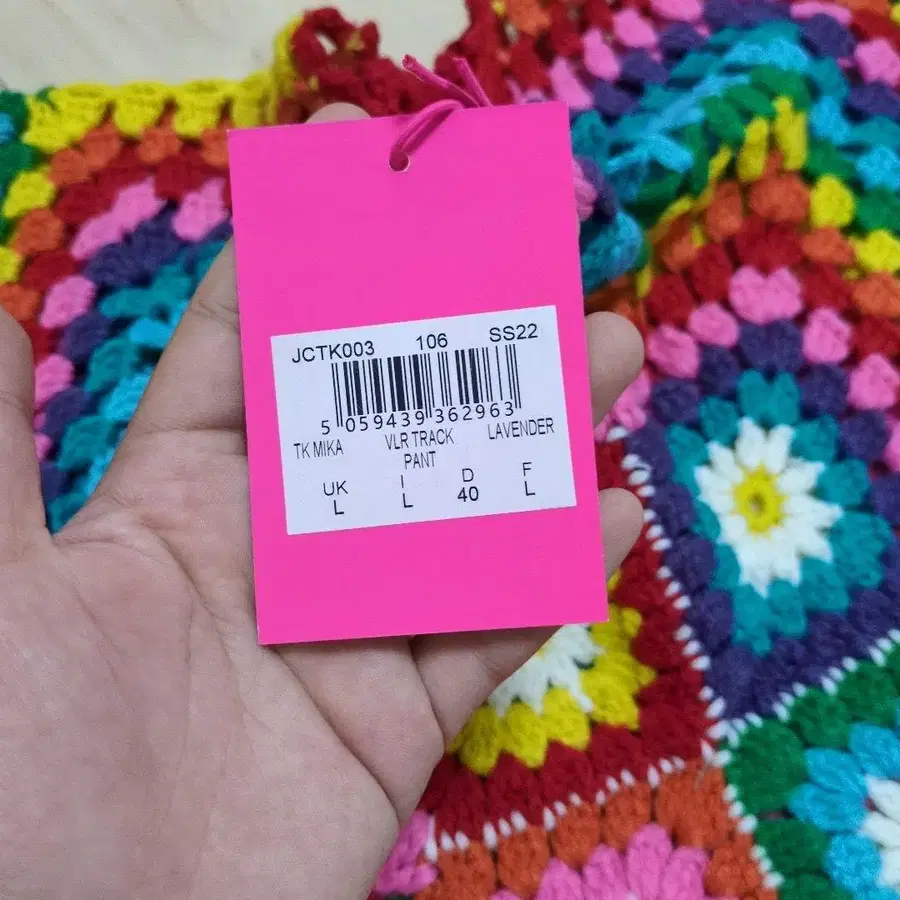 JCTK003 106 SS22
5 059439 362963
TK MIKA VLR TRACK LAVENDER
PANT
UK I D F
L L 40 L